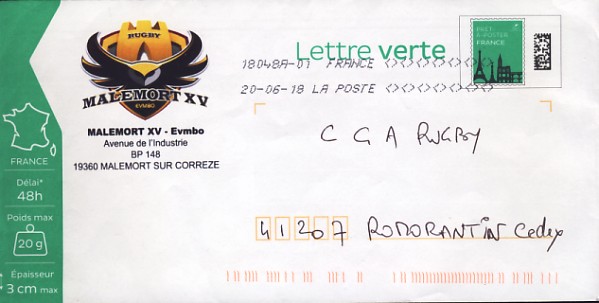 RUGBY
MALEMORT XV
EVMBO
MALEMORT XV - Evmbo
Avenue de l'Industrie
BP 148
19360 MALEMORT SUR CORREZE
Lettre verte
18048A-01 FRANCE
20-06-18 LA POSTE
PRÊT-
À-POSTER
FRANCE
C G A RUGBY
41207 ROMORANTIN Cedex
FRANCE
Délai*
48h
Poids max
20 g
Épaisseur
3 cm max